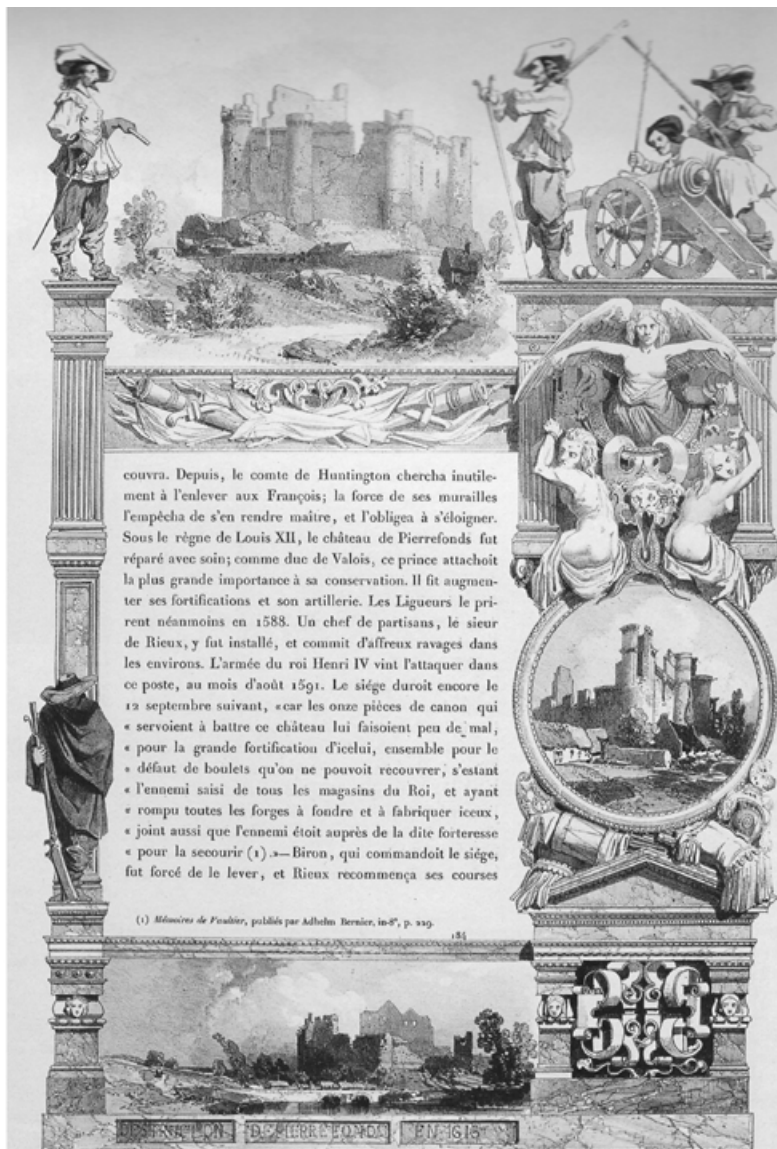 couvra. Depuis, le comte de Huntington chercha inutile-
ment à l'enlever aux François; la force de ses murailles
l'empêcha de s'en rendre maître, et l'obligea à s'éloigner.
Sous le règne de Louis XII, le château de Pierrefonds fut
réparé avec soin; comme duc de Valois, ce prince attachoit
la plus grande importance à sa conservation. Il fit augmen-
ter ses fortifications et son artillerie. Les Ligueurs le pri-
rent néanmoins en 1588. Un chef de partisans, le sieur
de Rieux, y fut installé, et commit d'affreux ravages dans
les environs. L'armée du roi Henri IV vint l'attaquer dans
ce poste, au mois d'août 1591. Le siége duroit encore le
12 septembre suivant, «car les onze pièces de canon qui
« servoient à battre ce château lui faisoient peu de mal,
« pour la grande fortification d'icelui, ensemble pour le
« défaut de boulets qu'on ne pouvoit recouvrer, s'estant
« l'ennemi saisi de tous les magasins du Roi, et ayant
« rompu toutes les forges à fondre et à fabriquer iceux,
« joint aussi que l'ennemi étoit auprès de la dite forteresse
« pour la secourir (1).»—Biron, qui commandoit le siége,
fut forcé de le lever, et Rieux recommença ses courses
(1) Mémoires de Vaultier, publiés par Adhelm Bernier, in-8°, p. 229.
184
DESTRUCTION DE PIERREFONDS EN 1616